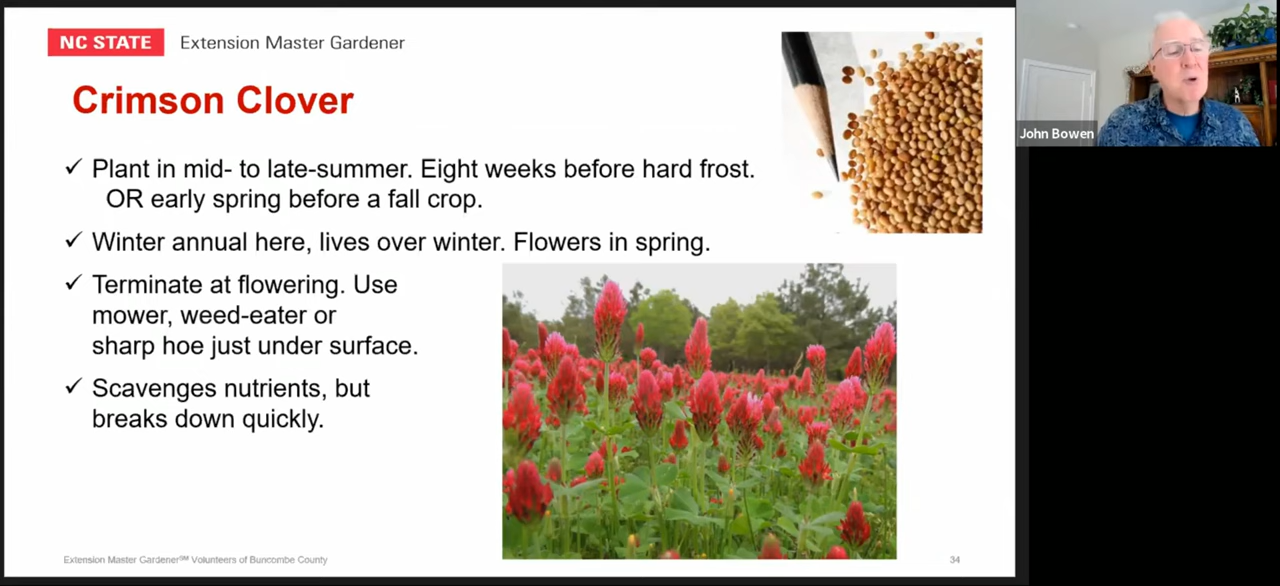 NC STATE Extension Master Gardener
Crimson Clover
✓ Plant in mid- to late-summer. Eight weeks before hard frost.
OR early spring before a fall crop.
✓ Winter annual here, lives over winter. Flowers in spring.
✓ Terminate at flowering. Use
mower, weed-eater or
sharp hoe just under surface.
✓ Scavenges nutrients, but
breaks down quickly.
Extension Master Gardener℠ Volunteers of Buncombe County
34
John Bowen